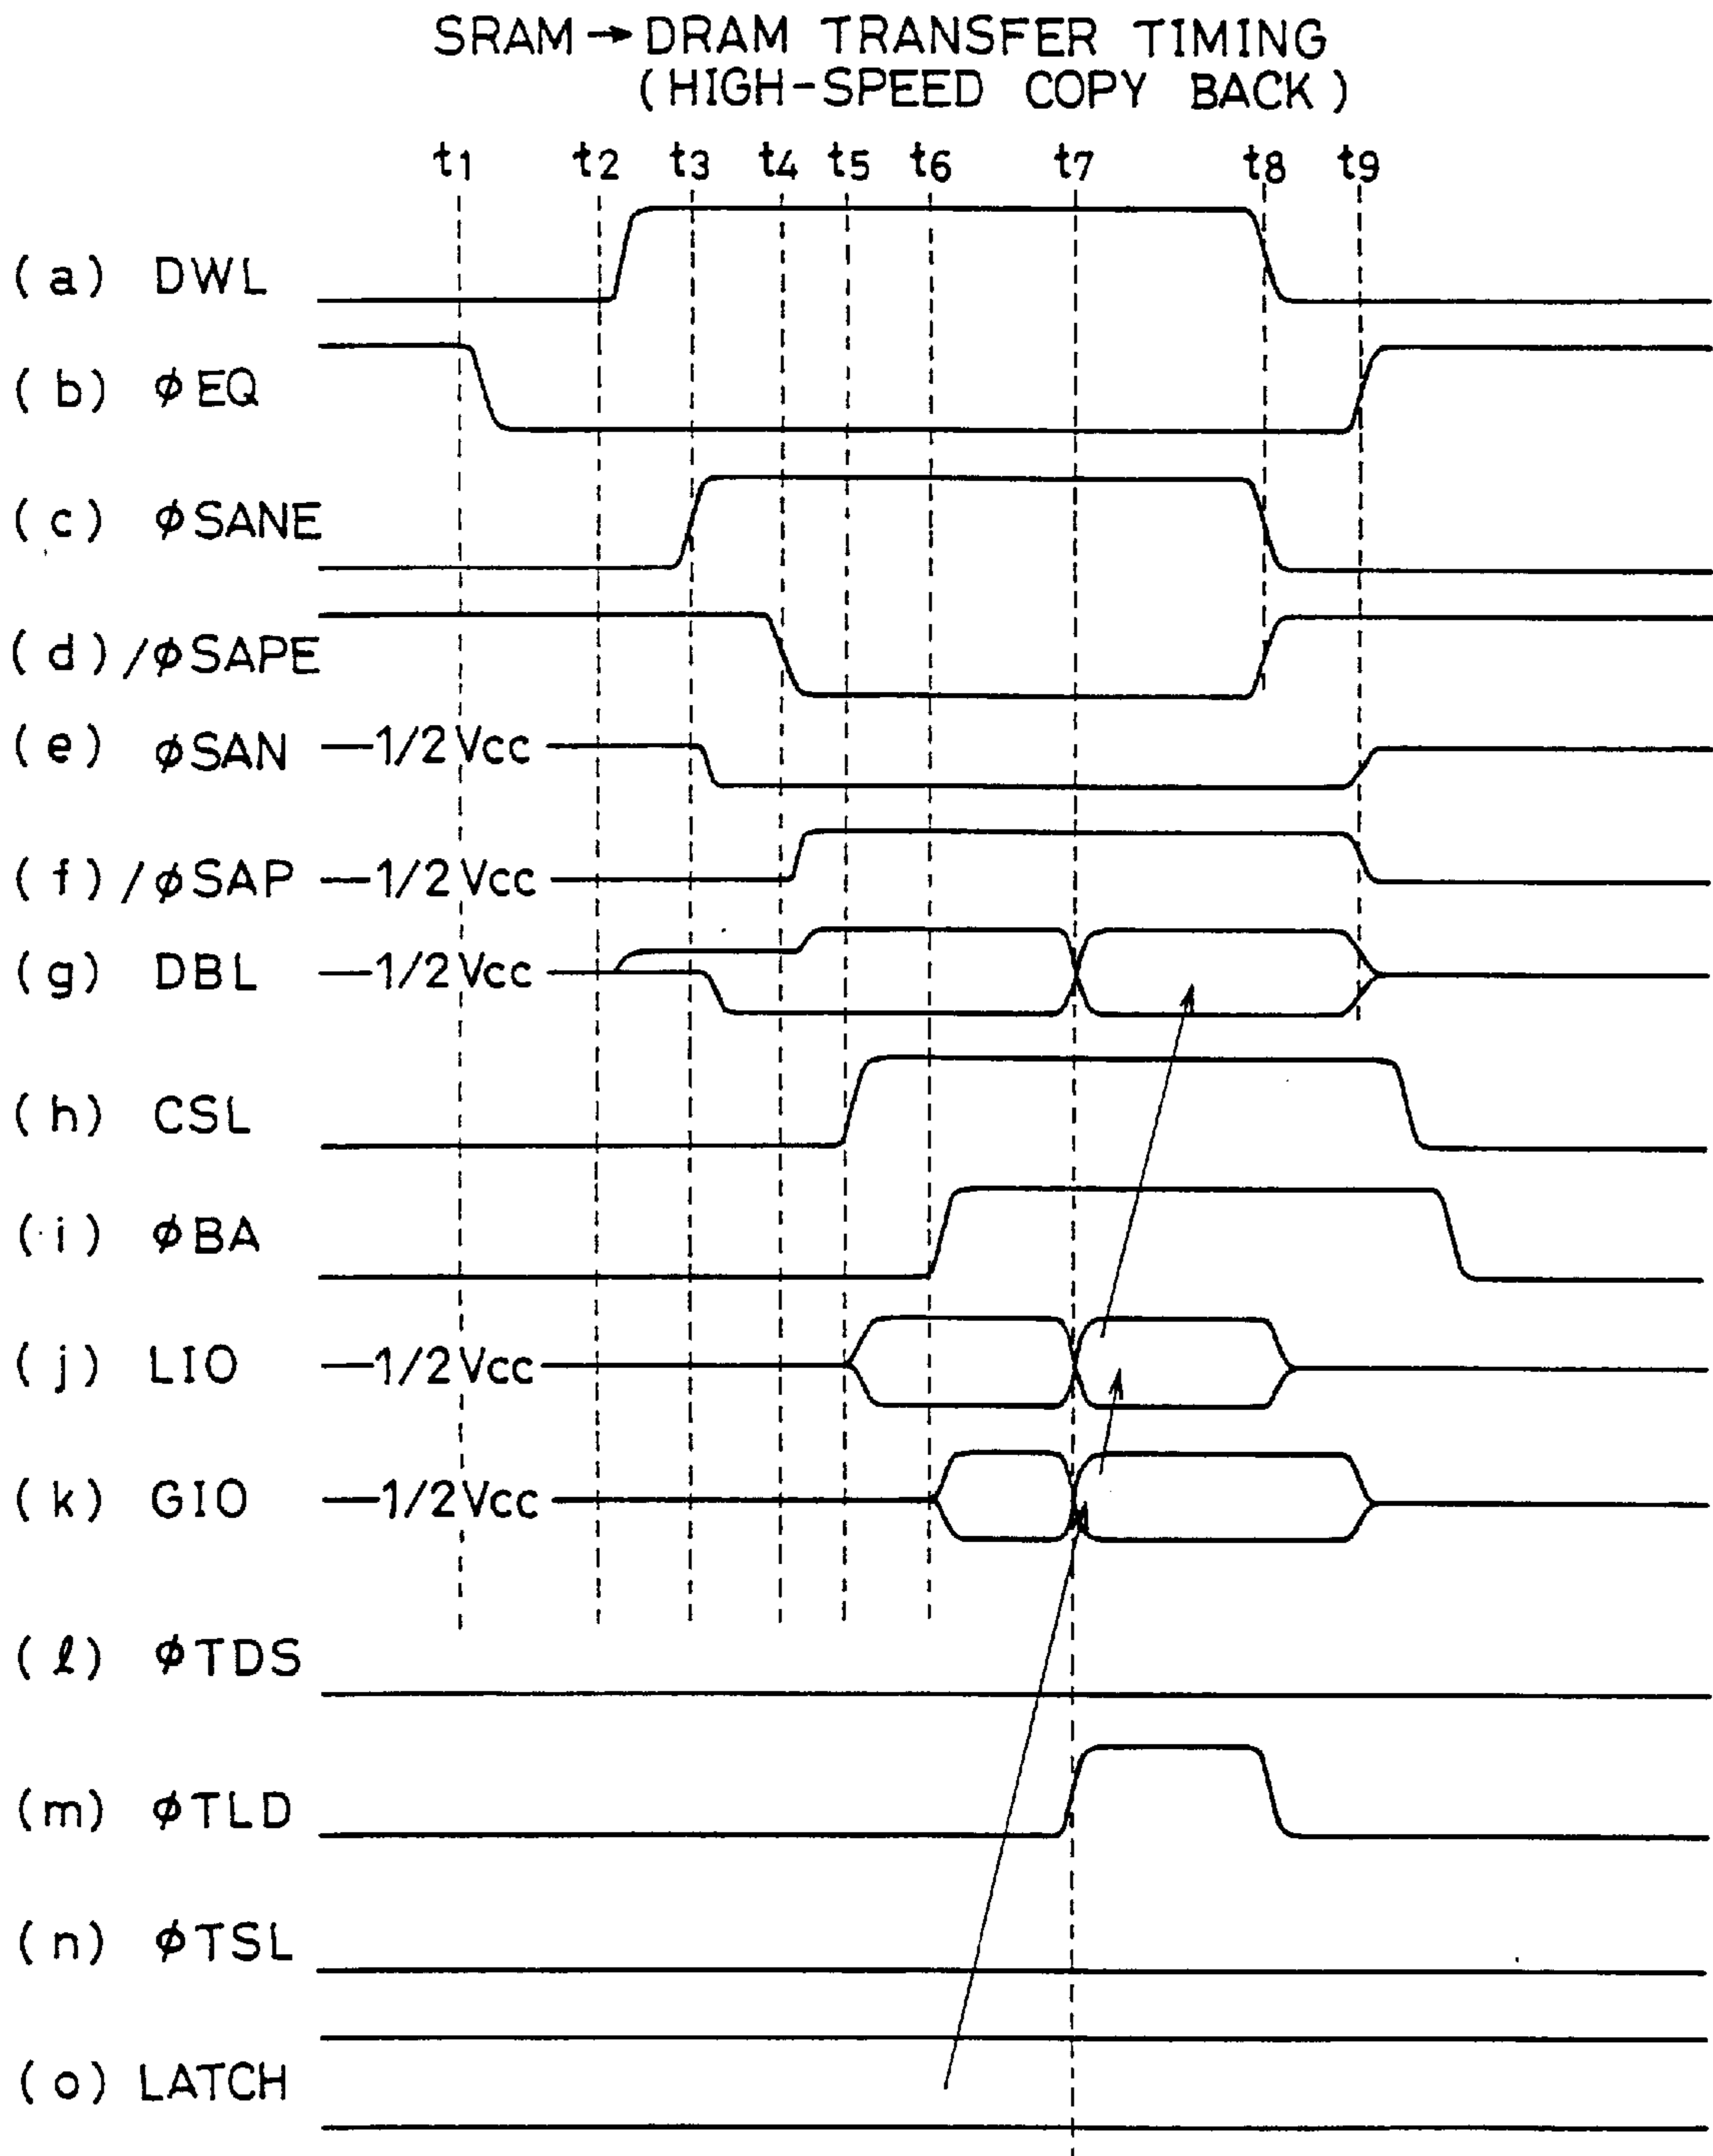 SRAM → DRAM TRANSFER TIMING
(HIGH-SPEED COPY BACK)
t1 t2 t3 t4 t5 t6 t7 t8 t9
(a) DWL
(b) φEQ
(c) φSANE
(d) /φSAPE
(e) φSAN 1/2 Vcc
(f) /φSAP 1/2 Vcc
(g) DBL 1/2 Vcc
(h) CSL
(i) φBA
(j) LIO 1/2 Vcc
(k) GIO 1/2 Vcc
(ℓ) φTDS
(m) φTLD
(n) φTSL
(o) LATCH